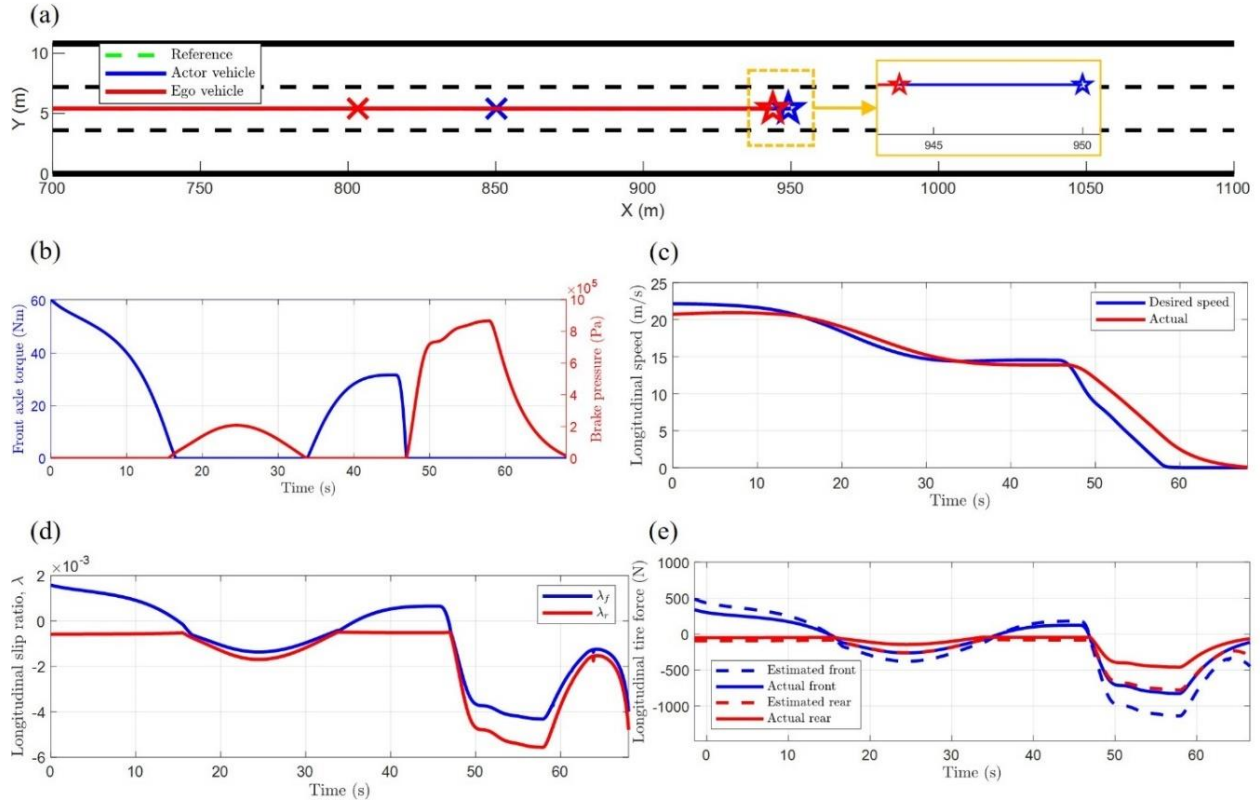 (a)
10
5
0
Y (m)
Reference
Actor vehicle
Ego vehicle
945
950
700
750
800
850
900
950
1000
1050
1100
X (m)
(b)
60
40
20
0
Front axle torque (Nm)
×10⁵
10
8
6
4
2
0
Brake pressure (Pa)
0
10
20
30
40
50
60
Time (s)
(c)
25
20
15
10
5
0
Longitudinal speed (m/s)
Desired speed
Actual
0
10
20
30
40
50
60
Time (s)
(d)
×10⁻³
2
0
-2
-4
-6
Longitudinal slip ratio, λ
λf
λr
0
10
20
30
40
50
60
Time (s)
(e)
1000
500
0
-500
-1000
Longitudinal tire force (N)
Estimated front
Actual front
Estimated rear
Actual rear
0
10
20
30
40
50
60
Time (s)